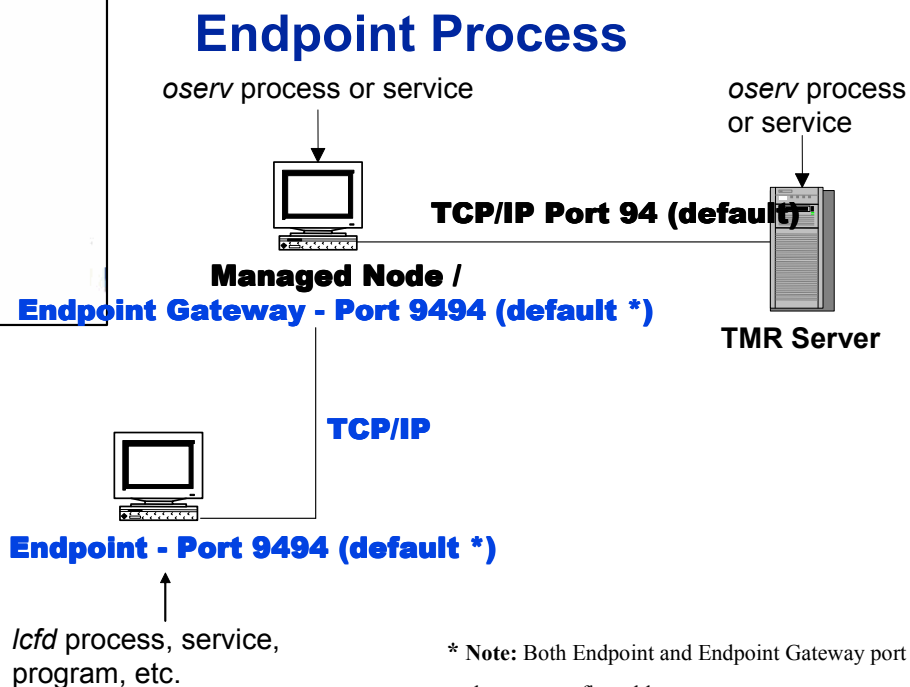 Endpoint Process
oserv process or service
oserv process
or service
TCP/IP Port 94 (default)
Managed Node /
Endpoint Gateway - Port 9494 (default *)
TMR Server
TCP/IP
Endpoint - Port 9494 (default *)
lcfd process, service,
program, etc.
* Note: Both Endpoint and Endpoint Gateway port